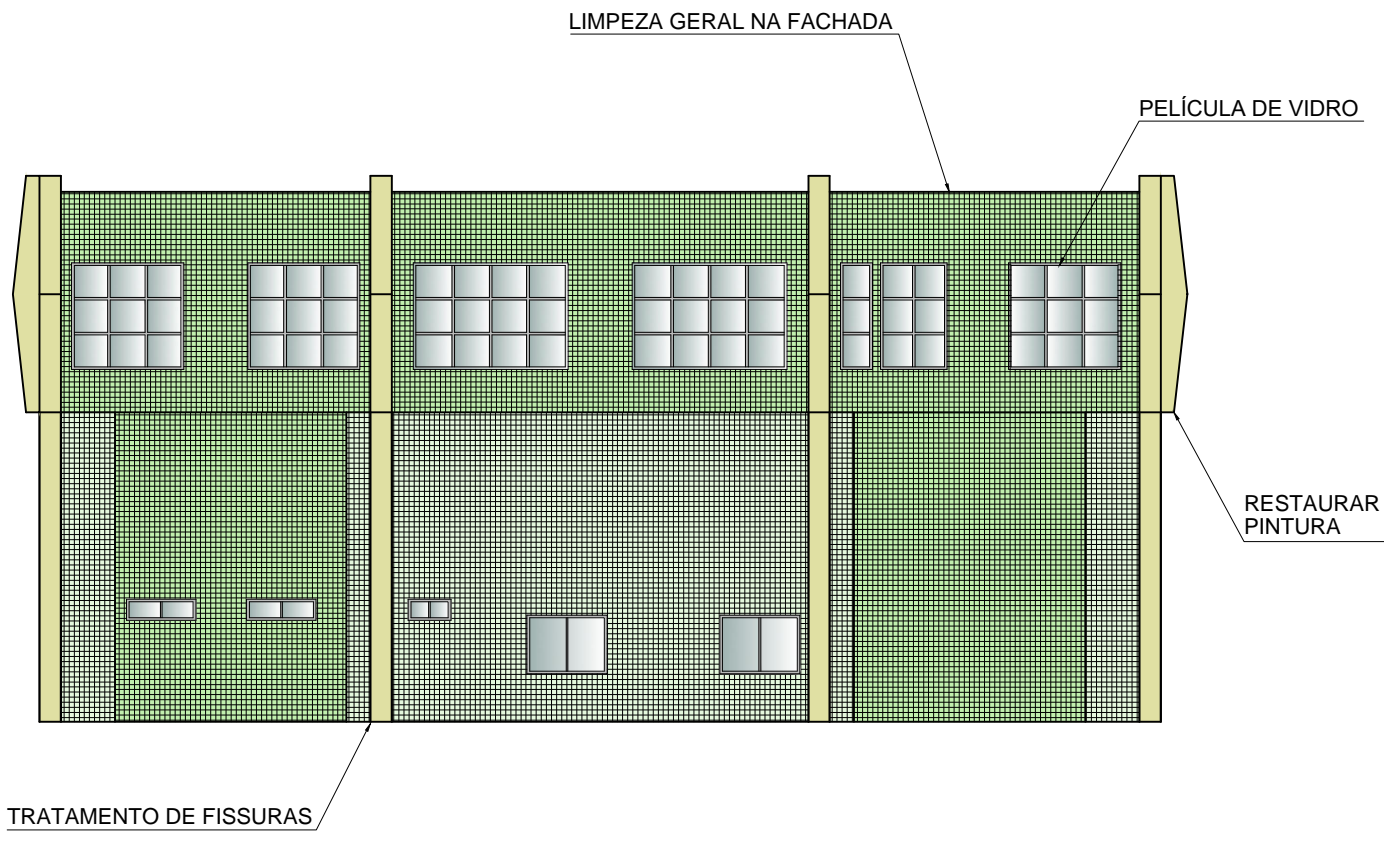 LIMPEZA GERAL NA FACHADA
PELÍCULA DE VIDRO
RESTAURAR
PINTURA
TRATAMENTO DE FISSURAS